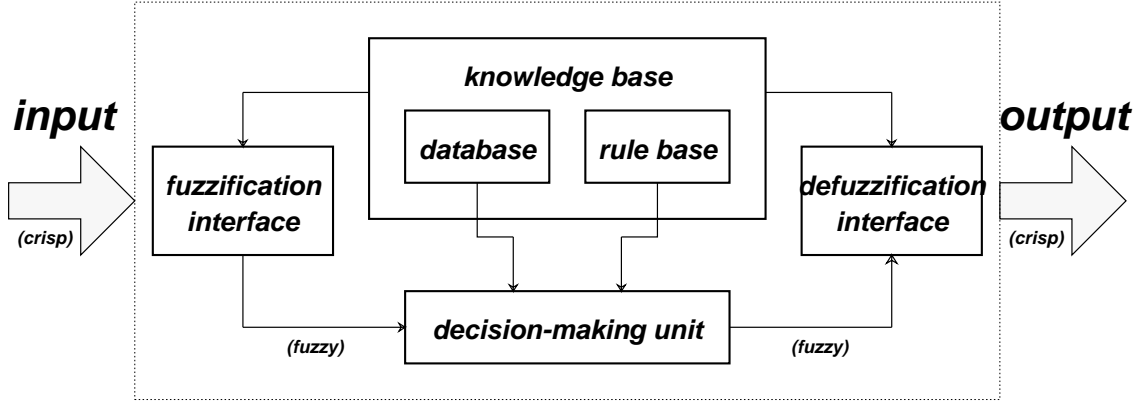 knowledge base
input
output
database
rule base
fuzzification
interface
defuzzification
interface
(crisp)
(crisp)
decision-making unit
(fuzzy)
(fuzzy)